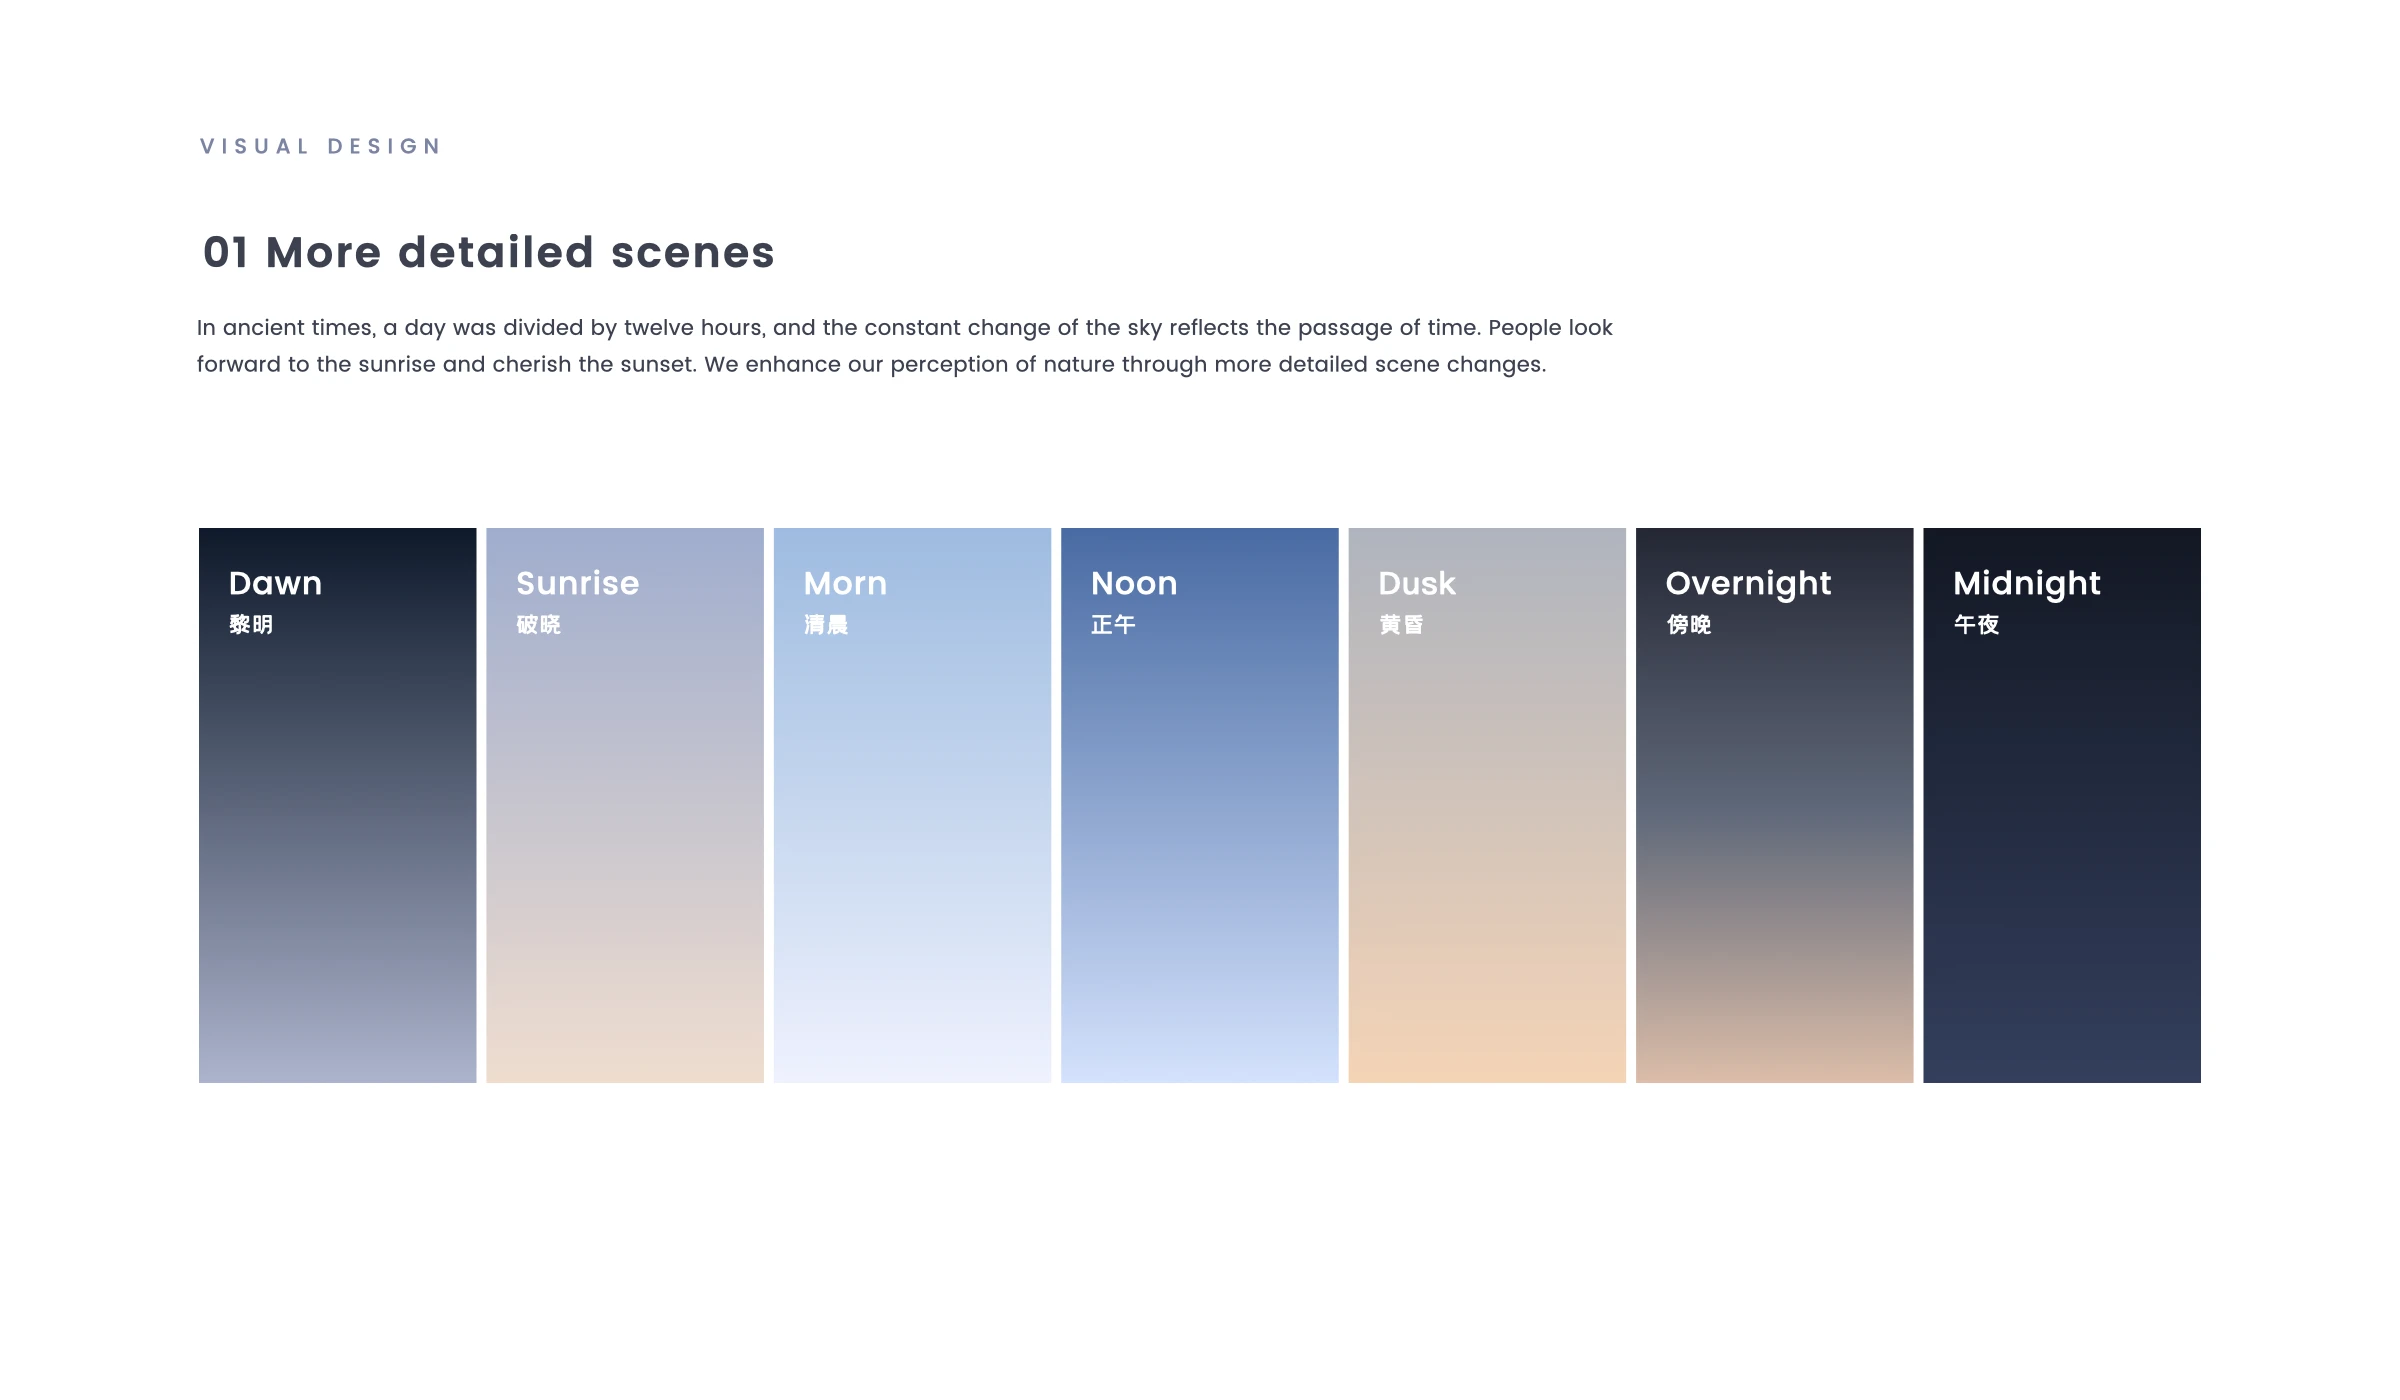 VISUAL DESIGN
01 More detailed scenes
In ancient times, a day was divided by twelve hours, and the constant change of the sky reflects the passage of time. People look
forward to the sunrise and cherish the sunset. We enhance our perception of nature through more detailed scene changes.
Dawn
黎明
Sunrise
破晓
Morn
清晨
Noon
正午
Dusk
黄昏
Overnight
傍晚
Midnight
午夜